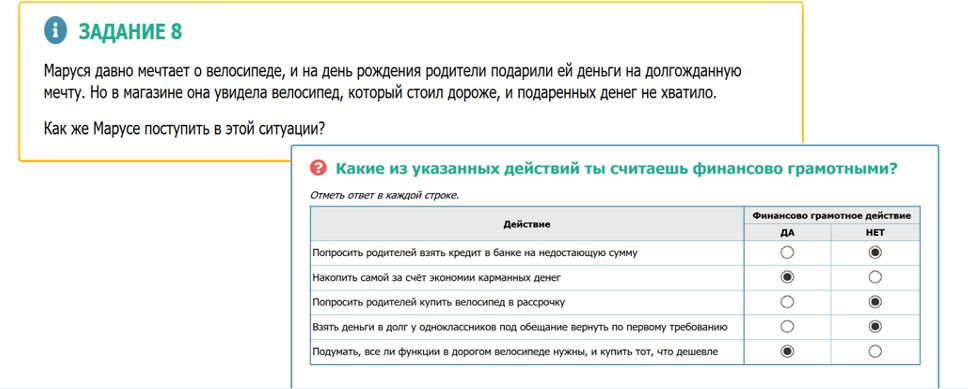 ЗАДАНИЕ 8
Маруся давно мечтает о велосипеде, и на день рождения родители подарили ей деньги на долгожданную
мечту. Но в магазине она увидела велосипед, который стоил дороже, и подаренных денег не хватило.
Как же Марусе поступить в этой ситуации?
Какие из указанных действий ты считаешь финансово грамотными?
Отметь ответ в каждой строке.
Действие
Финансово грамотное действие
ДА НЕТ
Попросить родителей взять кредит в банке на недостающую сумму
Накопить самой за счёт экономии карманных денег
Попросить родителей купить велосипед в рассрочку
Взять деньги в долг у одноклассников под обещание вернуть по первому требованию
Подумать, все ли функции в дорогом велосипеде нужны, и купить тот, что дешевле